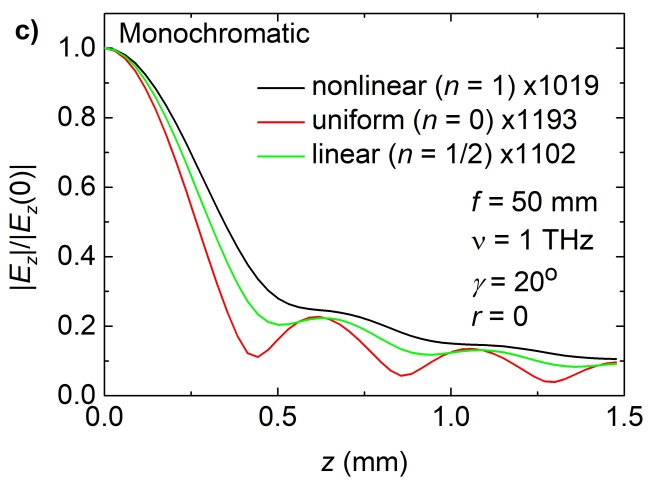 c)
Monochromatic
nonlinear (n = 1) x1019
uniform (n = 0) x1193
linear (n = 1/2) x1102
f = 50 mm
ν = 1 THz
γ = 20°
r = 0
|E_z|/|E_z(0)|
1.0
0.8
0.6
0.4
0.2
0.0
0.0 0.5 1.0 1.5
z (mm)